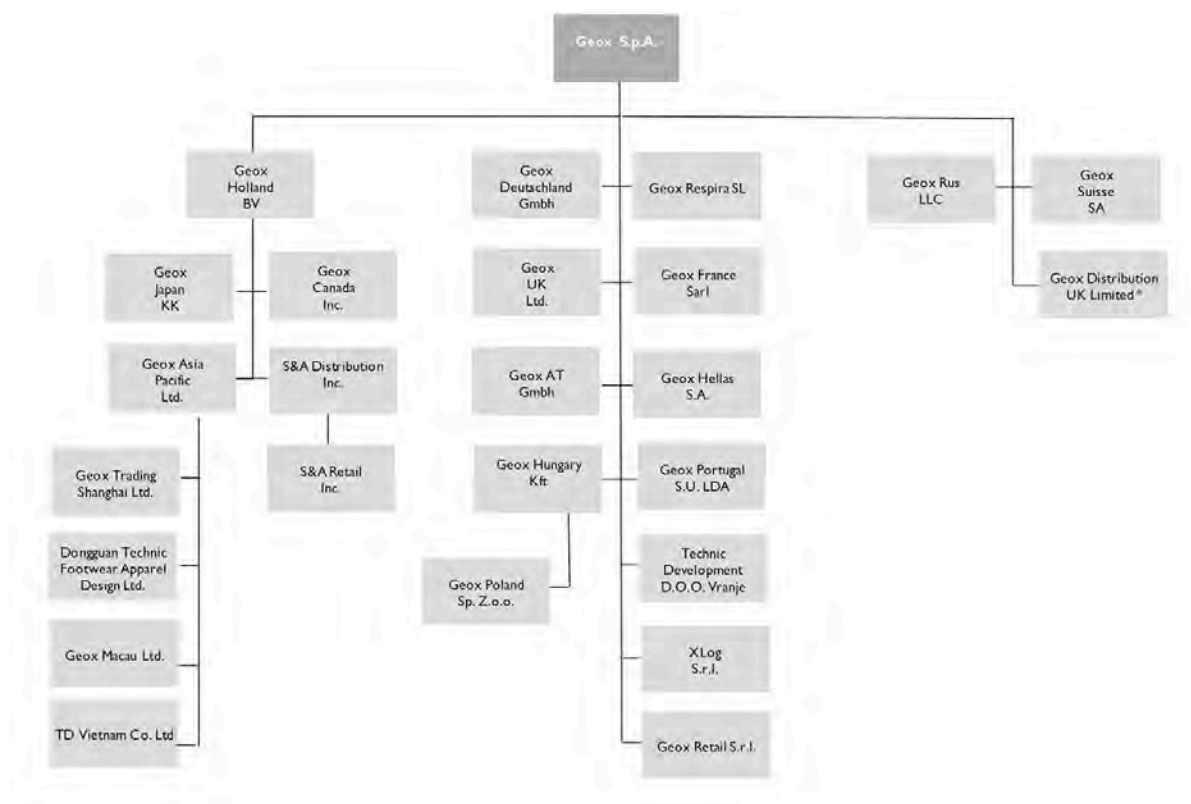 Geox S.p.A.
Geox
Holland
BV
Geox
Japan
KK
Geox
Canada
Inc.
Geox Asia
Pacific
Ltd.
S&A Distribution
Inc.
S&A Retail
Inc.
Geox Trading
Shanghai Ltd.
Dongguan Technic
Footwear Apparel
Design Ltd.
Geox Macau Ltd.
TD Vietnam Co. Ltd
Geox
Deutschland
Gmbh
Geox Respira SL
Geox
UK
Ltd.
Geox France
Sarl
Geox AT
Gmbh
Geox Hellas
S.A.
Geox Hungary
Kft
Geox Portugal
S.U. LDA
Geox Poland
Sp. Z.o.o.
Technic
Development
D.O.O. Vranje
XLog
S.r.l.
Geox Retail S.r.l.
Geox Rus
LLC
Geox
Suisse
SA
Geox Distribution
UK Limited*